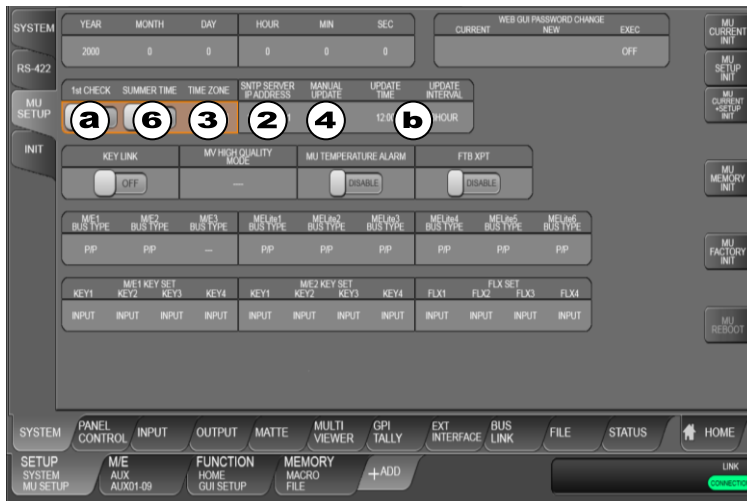 SYSTEM
RS-422
MU SETUP
INIT
YEAR MONTH DAY HOUR MIN SEC
2000 0 0 0 0 0
WEB GUI PASSWORD CHANGE
CURRENT NEW EXEC
OFF
1st CHECK SUMMER TIME TIME ZONE SNTP SERVER IP ADDRESS MANUAL UPDATE UPDATE TIME UPDATE INTERVAL
a 6 3 2 1 4 12:00 b HOUR
KEY LINK MV HIGH QUALITY MODE MU TEMPERATURE ALARM FTB XPT
OFF --- DISABLE DISABLE
M/E1 BUS TYPE M/E2 BUS TYPE M/E3 BUS TYPE MELite1 BUS TYPE MELite2 BUS TYPE MELite3 BUS TYPE MELite4 BUS TYPE MELite5 BUS TYPE MELite6 BUS TYPE
P/P P/P --- P/P P/P P/P P/P P/P P/P
M/E1 KEY SET M/E2 KEY SET FLX SET
KEY1 KEY2 KEY3 KEY4 KEY1 KEY2 KEY3 KEY4 FLX1 FLX2 FLX3 FLX4
INPUT INPUT INPUT INPUT INPUT INPUT INPUT INPUT INPUT INPUT INPUT INPUT
MU CURRENT INIT
MU SETUP INIT
MU CURRENT +SETUP INIT
MU MEMORY INIT
MU FACTORY INIT
MU REBOOT
SYSTEM PANEL CONTROL INPUT OUTPUT MATTE MULTI VIEWER GPI TALLY EXT INTERFACE BUS LINK FILE STATUS HOME
SETUP SYSTEM MU SETUP
M/E AUX AUX01-09
FUNCTION HOME GUI SETUP
MEMORY MACRO FILE
+ADD
LINK
CONNECTION